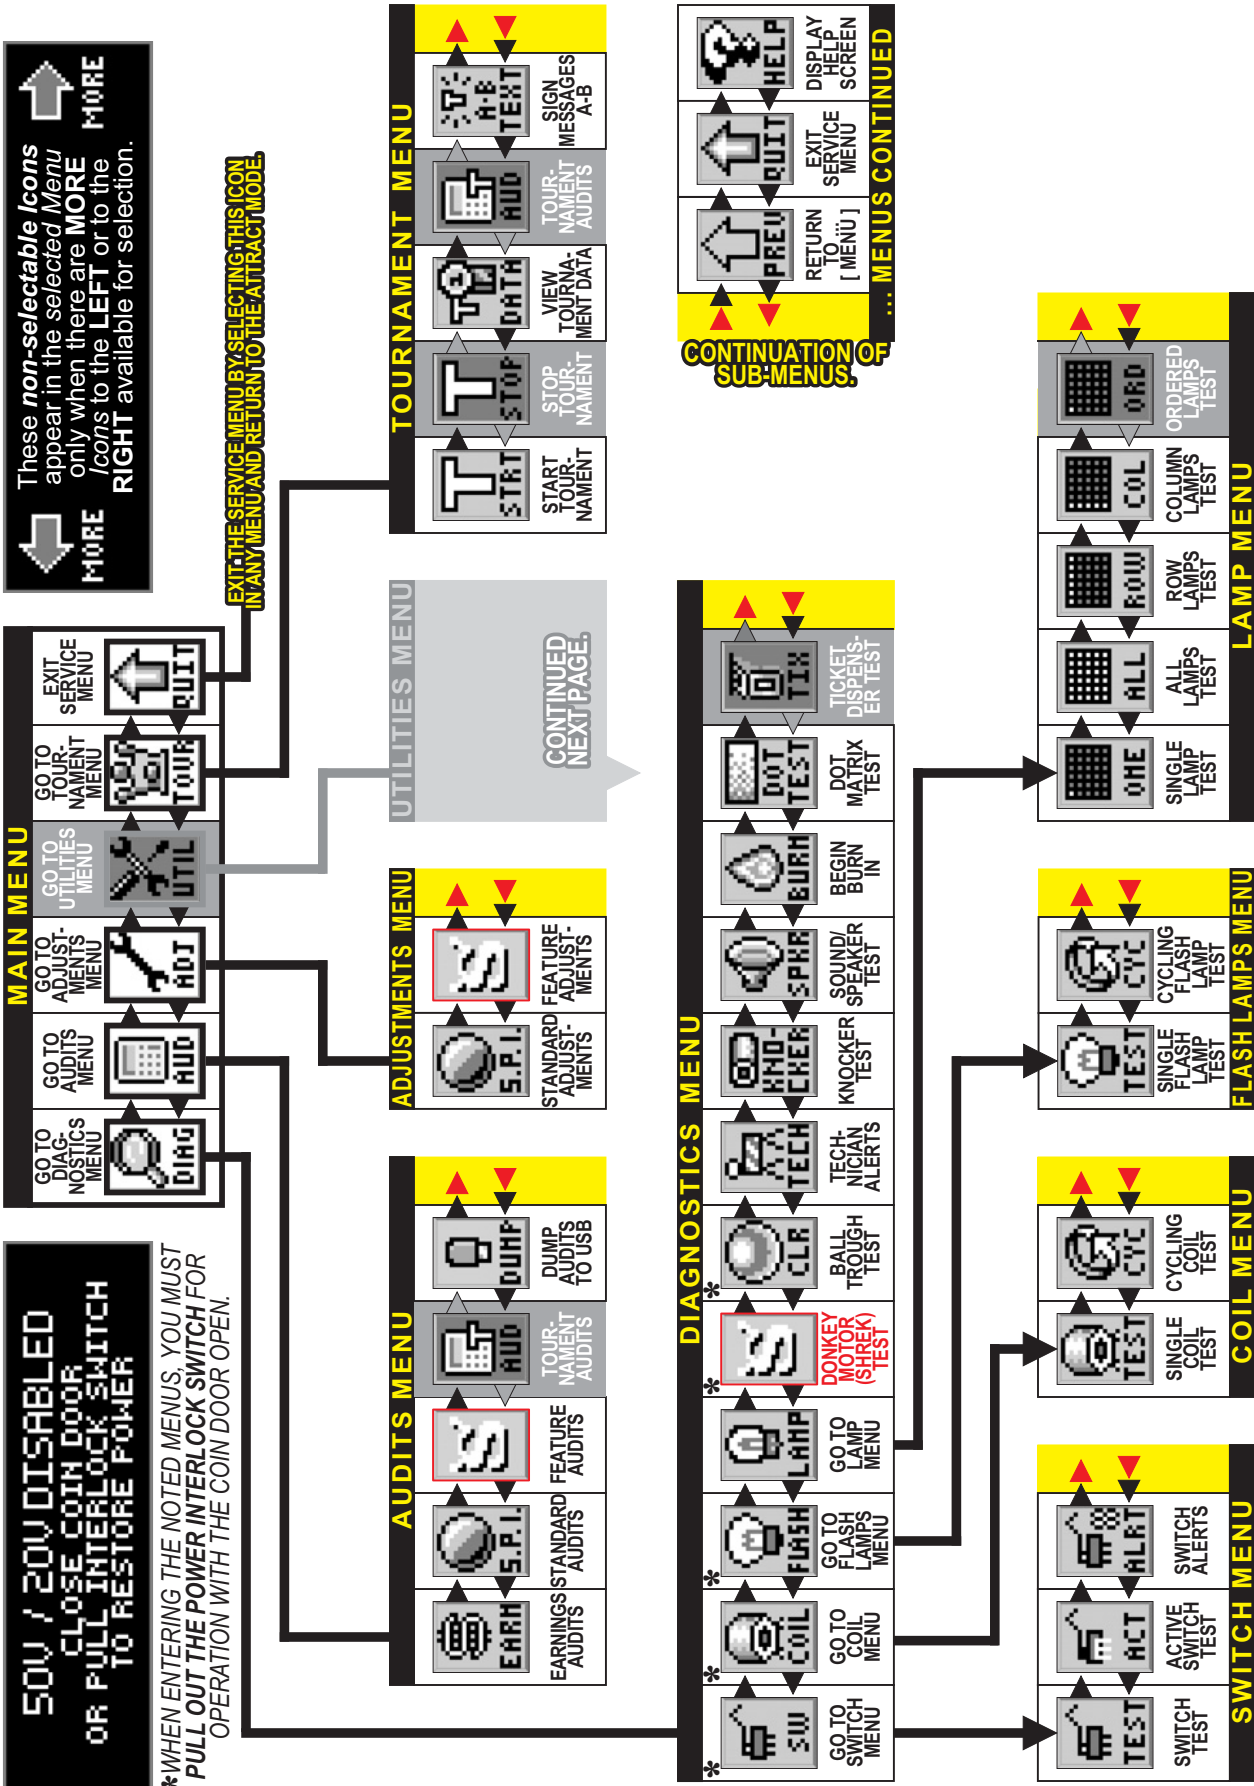 50V / 20V DISABLED
CLOSE COIN DOOR
OR PULL INTERLOCK SWITCH
TO RESTORE POWER
*WHEN ENTERING THE NOTED MENUS, YOU MUST
PULL OUT THE POWER INTERLOCK SWITCH FOR
OPERATION WITH THE COIN DOOR OPEN.
MAIN MENU
GO TO
DIAG-
NOSTICS
MENU
DIAG
GO TO
AUDITS
MENU
AUD
GO TO
ADJUST-
MENTS
MENU
ADJ
GO TO
UTILITIES
MENU
UTIL
GO TO
TOUR-
NAMENT
MENU
TOUR
EXIT
SERVICE
MENU
QUIT
MORE
These non-selectable Icons
appear in the selected Menu
only when there are MORE
Icons to the LEFT or to the
RIGHT available for selection.
MORE
EXIT THE SERVICE MENU BY SELECTING THIS ICON
IN ANY MENU AND RETURN TO THE ATTRACT MODE.
AUDITS MENU
EARN
EARNINGS
AUDITS
S.P.I.
STANDARD
AUDITS
FEATURE
AUDITS
AUD
TOUR-
NAMENT
AUDITS
DUMP
DUMP
AUDITS
TO USB
ADJUSTMENTS MENU
S.P.I.
STANDARD
ADJUST-
MENTS
FEATURE
ADJUST-
MENTS
UTILITIES MENU
CONTINUED
NEXT PAGE.
TOURNAMENT MENU
STRT
START
TOUR-
NAMENT
STOP
STOP
TOUR-
NAMENT
DATA
VIEW
TOURNA-
MENT DATA
AUD
TOUR-
NAMENT
AUDITS
A-B
TEXT
SIGN
MESSAGES
A-B
DIAGNOSTICS MENU
*
SW
GO TO
SWITCH
MENU
*
COIL
GO TO
COIL
MENU
*
FLASH
GO TO
FLASH
LAMPS
MENU
LAMP
GO TO
LAMP
MENU
*
DONKEY
MOTOR
(SHREK)
TEST
*
CLR
BALL
TROUGH
TEST
TECH
TECH-
NICIAN
ALERTS
KNO-
CKER
KNOCKER
TEST
SPKR
SOUND/
SPEAKER
TEST
BURN
BEGIN
BURN
IN
DOT
TEST
DOT
MATRIX
TEST
TIX
TICKET
DISPENS-
ER TEST
CONTINUATION OF
SUB-MENUS.
PREV
RETURN
TO
[ MENU ]
QUIT
EXIT
SERVICE
MENU
HELP
DISPLAY
HELP
SCREEN
... MENUS CONTINUED
TEST
SWITCH
TEST
ACT
ACTIVE
SWITCH
TEST
ALRT
SWITCH
ALERTS
SWITCH MENU
TEST
SINGLE
COIL
TEST
CYC
CYCLING
COIL
TEST
COIL MENU
TEST
SINGLE
FLASH
LAMP
TEST
CYC
CYCLING
FLASH
LAMP
TEST
FLASH LAMPS MENU
ONE
SINGLE
LAMP
TEST
ALL
ALL
LAMPS
TEST
ROW
ROW
LAMPS
TEST
COL
COLUMN
LAMPS
TEST
ORD
ORDERED
LAMPS
TEST
LAMP MENU